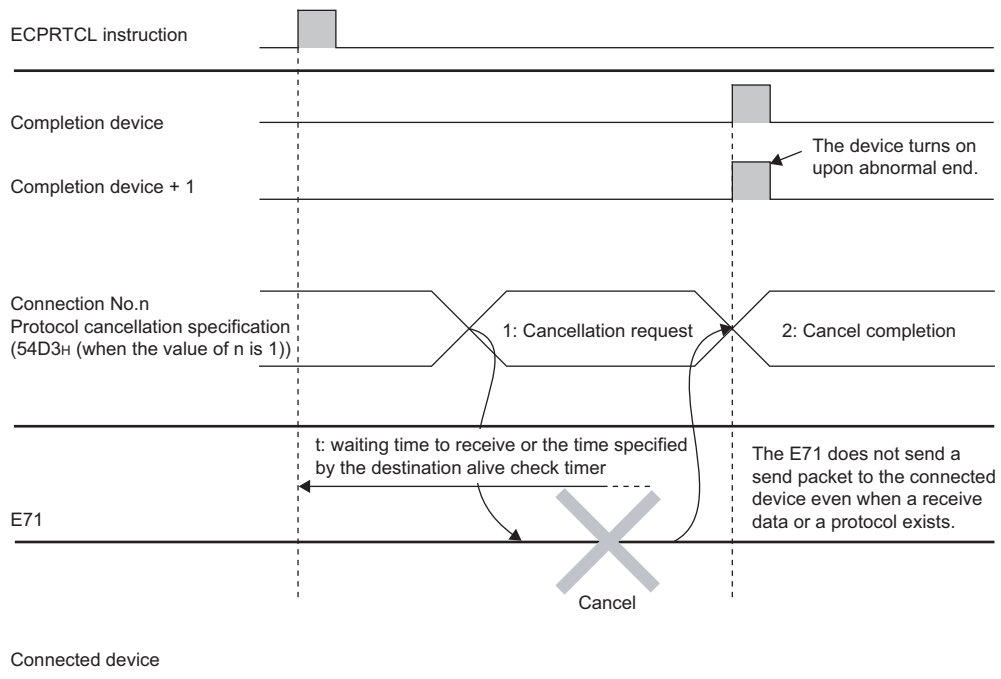 ECPRTCL instruction
Completion device
The device turns on
upon abnormal end.
Completion device + 1
Connection No.n
Protocol cancellation specification
(54D3H (when the value of n is 1))
1: Cancellation request
2: Cancel completion
t: waiting time to receive or the time specified
by the destination alive check timer
The E71 does not send a
send packet to the connected
device even when a receive
data or a protocol exists.
E71
Cancel
Connected device